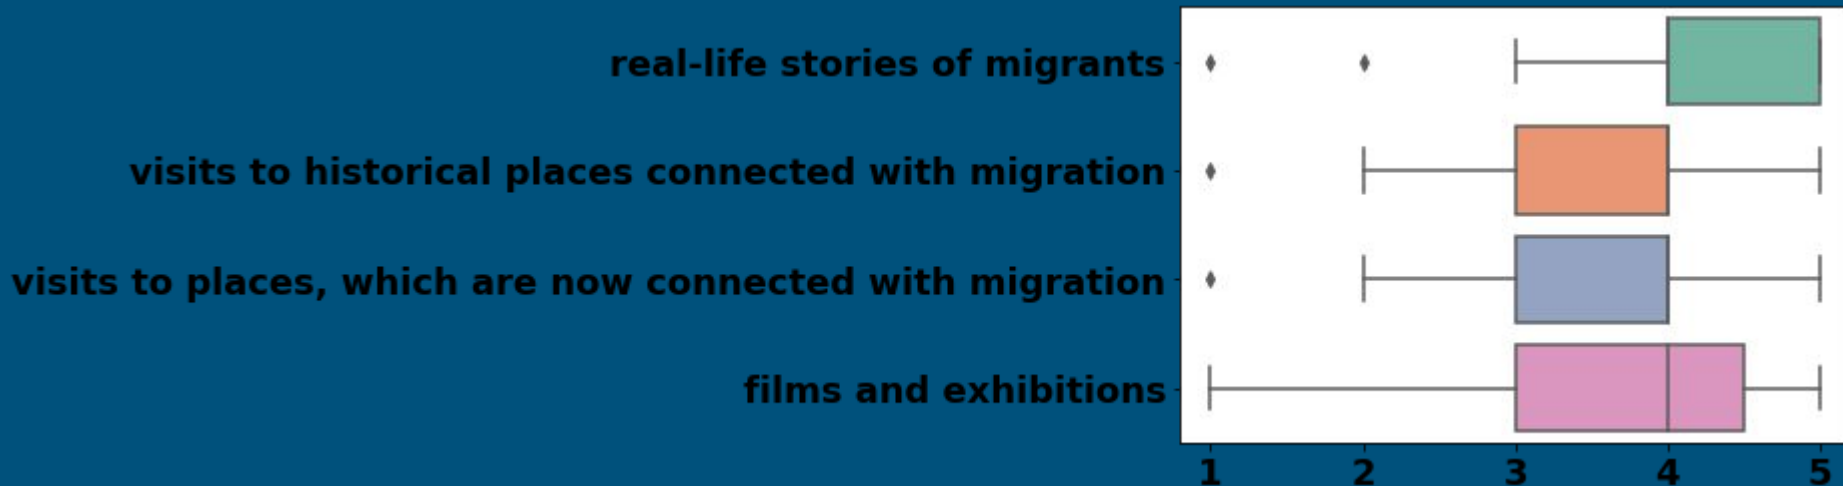 real-life stories of migrants
visits to historical places connected with migration
visits to places, which are now connected with migration
films and exhibitions
1 2 3 4 5